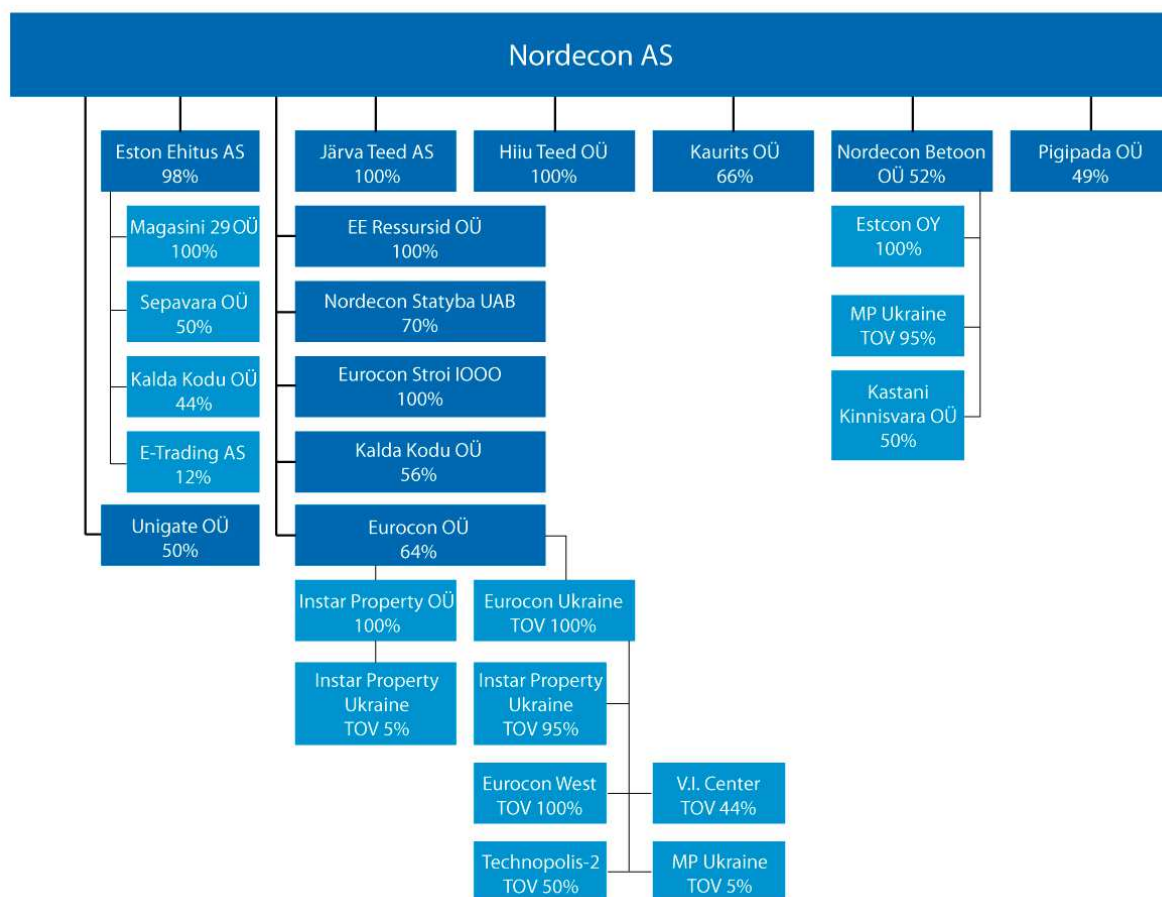 Nordecon AS
Eston Ehitus AS
98%
Järva Teed AS
100%
Hiiu Teed OÜ
100%
Kaurits OÜ
66%
Nordecon Betoon
OÜ 52%
Pigipada OÜ
49%
Magasini 29 OÜ
100%
EE Ressursid OÜ
100%
Estcon OY
100%
Sepavara OÜ
50%
Nordecon Statyba UAB
70%
MP Ukraine
TOV 95%
Kalda Kodu OÜ
44%
Eurocon Stroi IOOO
100%
Kastani
Kinnisvara OÜ
50%
E-Trading AS
12%
Kalda Kodu OÜ
56%
Unigate OÜ
50%
Eurocon OÜ
64%
Instar Property OÜ
100%
Eurocon Ukraine
TOV 100%
Instar Property
Ukraine
TOV 5%
Instar Property
Ukraine
TOV 95%
Eurocon West
TOV 100%
V.I. Center
TOV 44%
Technopolis-2
TOV 50%
MP Ukraine
TOV 5%